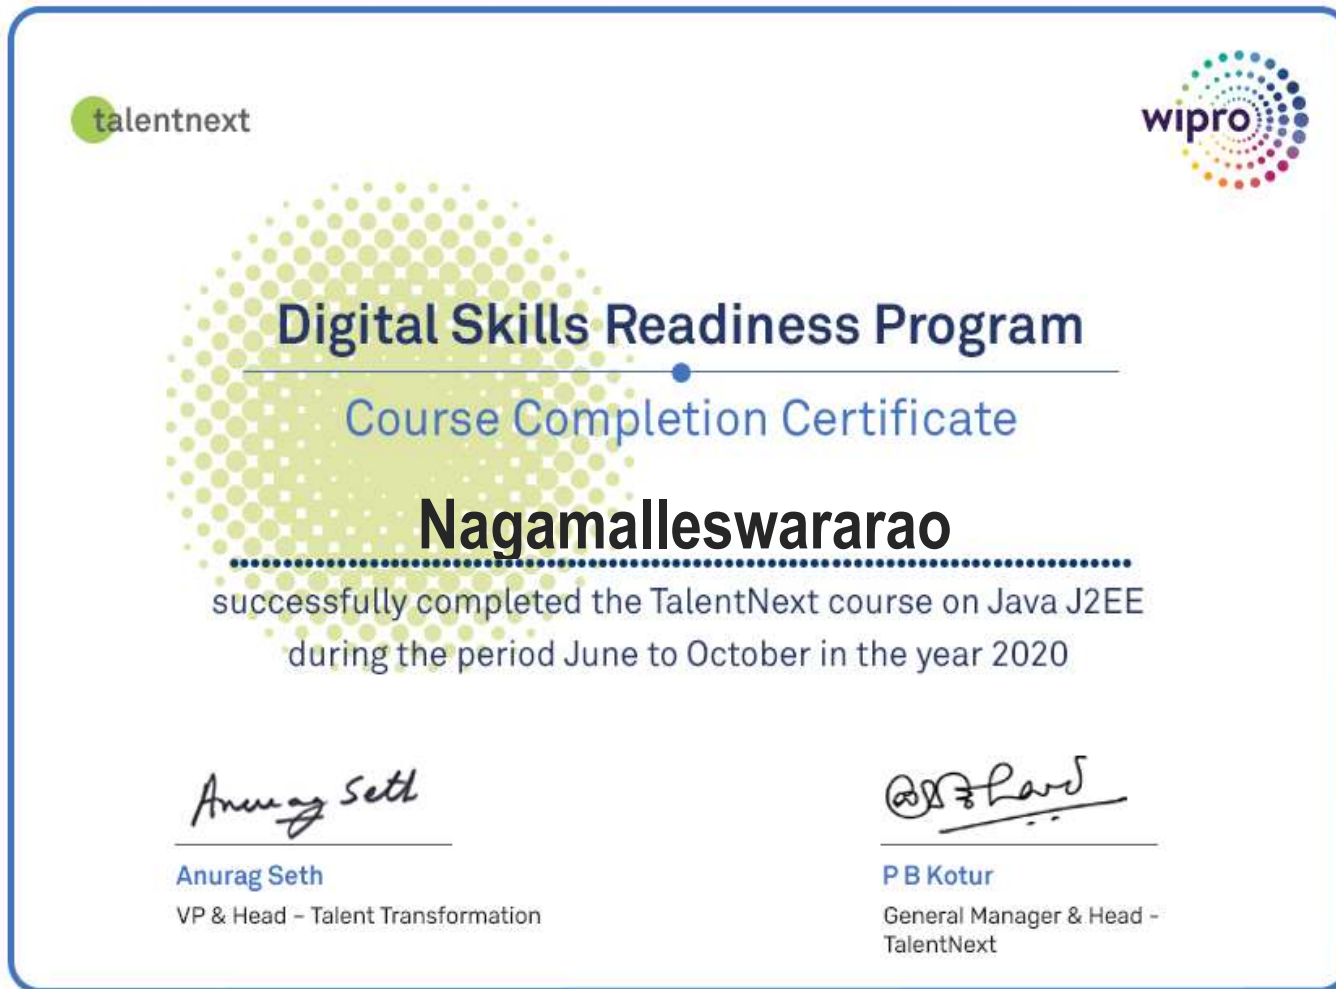 talentnext
wipro
Digital Skills Readiness Program
Course Completion Certificate
Nagamalleswararao
successfully completed the TalentNext course on Java J2EE
during the period June to October in the year 2020
Anurag Seth
Anurag Seth
P B Kotur
VP & Head – Talent Transformation
General Manager & Head -
TalentNext